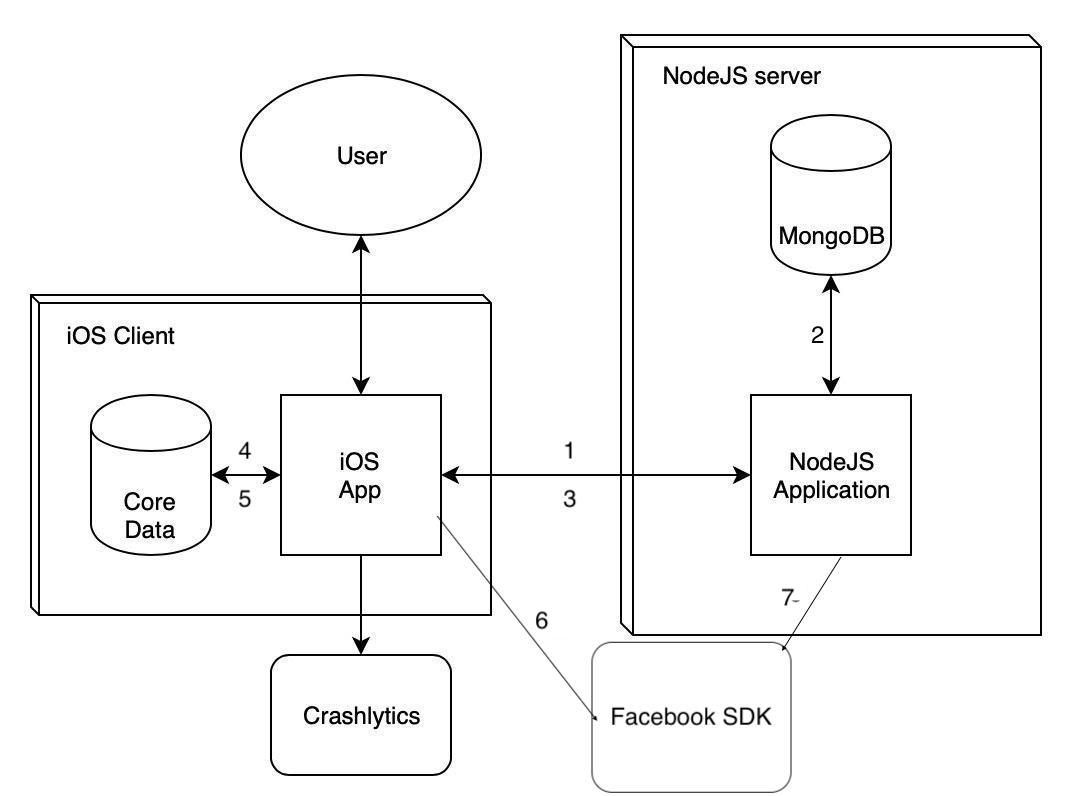 NodeJS server
User
MongoDB
iOS Client
2
4
iOS
App
1
NodeJS
Application
5
3
Core
Data
7
6
Crashlytics
Facebook SDK